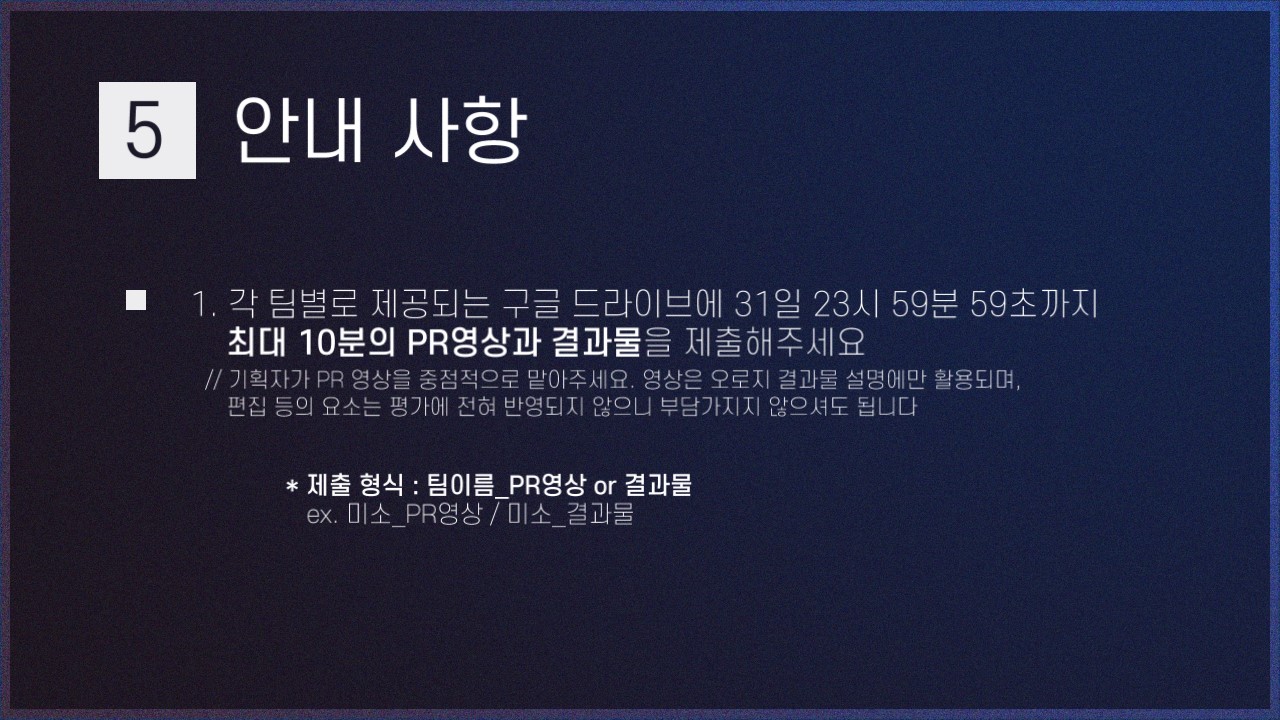 5 안내 사항
1. 각 팀별로 제공되는 구글 드라이브에 31일 23시 59분 59초까지
최대 10분의 PR영상과 결과물을 제출해주세요
// 기획자가 PR 영상을 중점적으로 맡아주세요. 영상은 오로지 결과물 설명에만 활용되며,
편집 등의 요소는 평가에 전혀 반영되지 않으니 부담가지지 않으셔도 됩니다
* 제출 형식 : 팀이름_PR영상 or 결과물
ex. 미소_PR영상 / 미소_결과물